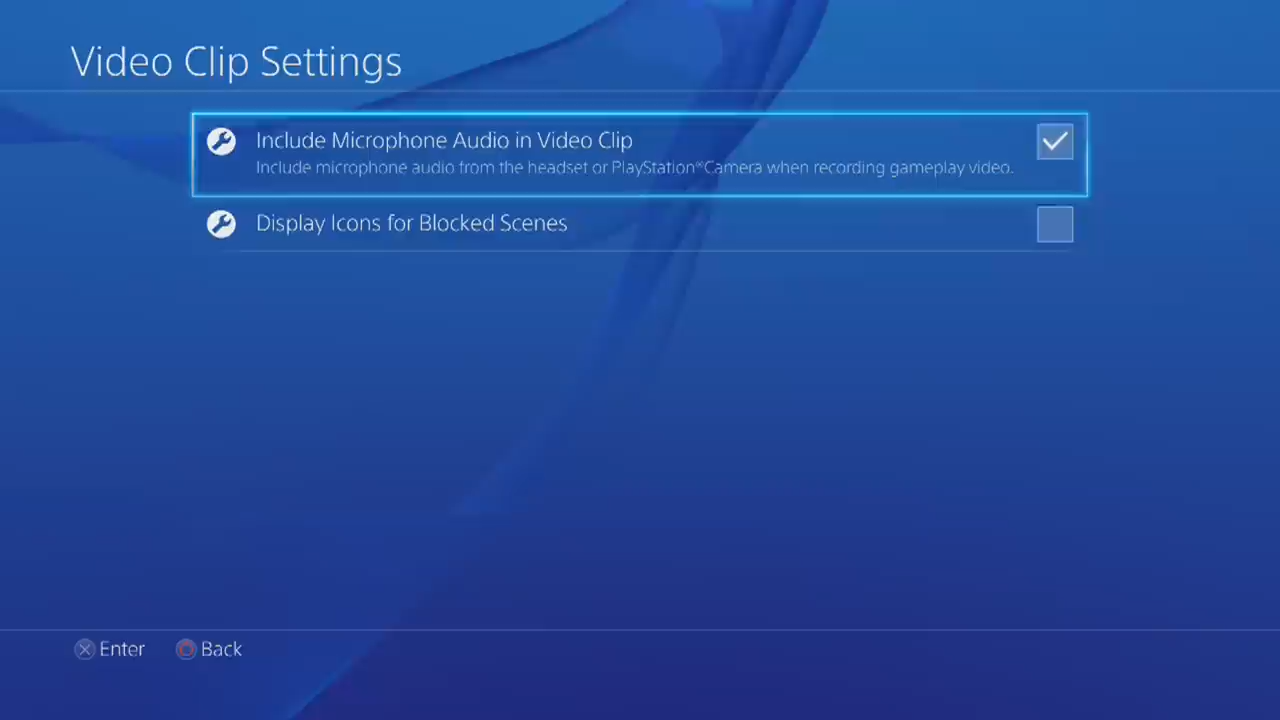 Video Clip Settings
Include Microphone Audio in Video Clip
Include microphone audio from the headset or PlayStation®Camera when recording gameplay video.
Display Icons for Blocked Scenes
Enter Back